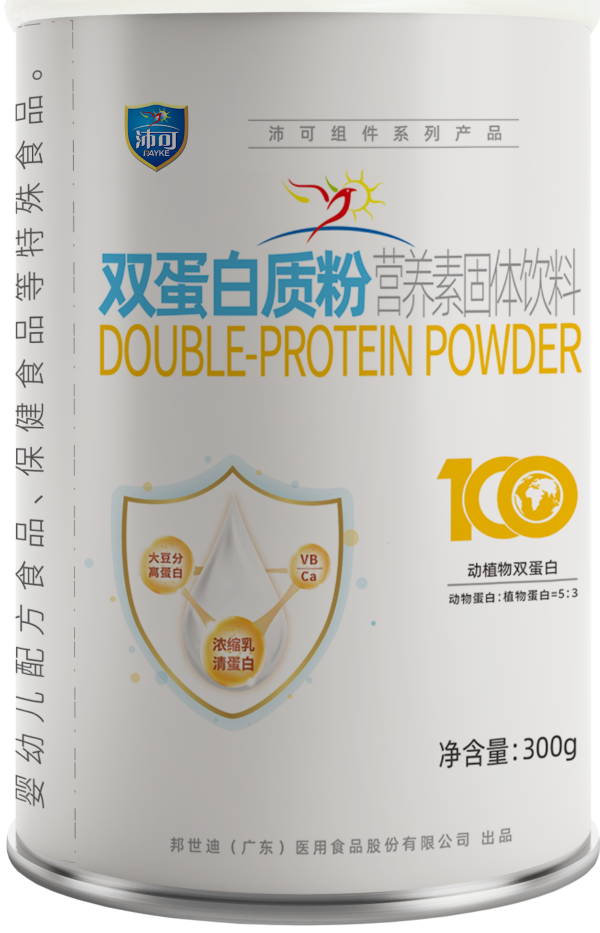 婴幼儿配方食品、保健食品等特殊食品。
沛可
PAYKE
沛可组件系列产品
双蛋白质粉营养素固体饮料
DOUBLE-PROTEIN POWDER
大豆分
离蛋白
VB
Ca
浓缩乳
清蛋白
100
动植物双蛋白
动物蛋白:植物蛋白=5:3
净含量:300g
邦世迪（广东）医用食品股份有限公司 出品